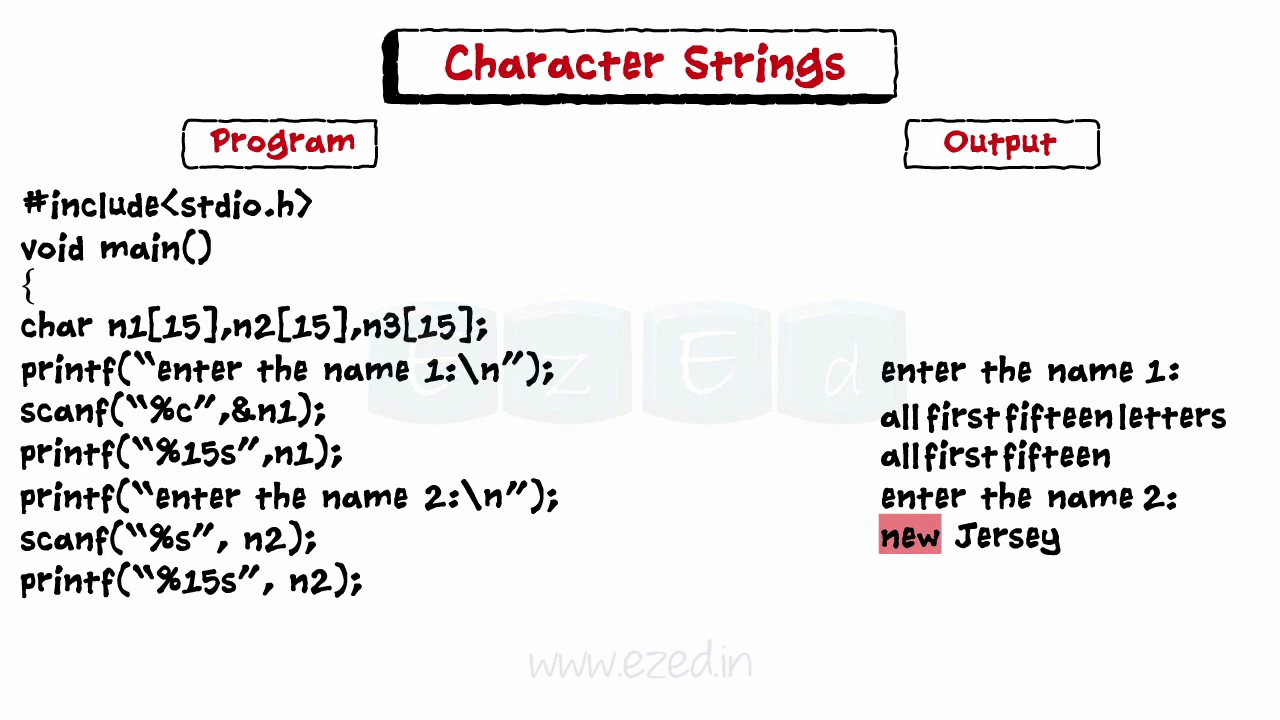 Character Strings
Program
Output
#include<stdio.h>
void main()
{
char n1[15],n2[15],n3[15];
printf(“enter the name 1:\n”);
scanf(“%c”,&n1);
printf(“%15s”,n1);
printf(“enter the name 2:\n”);
scanf(“%s”, n2);
printf(“%15s”, n2);
enter the name 1:
allfirstfifteenletters
allfirstfifteen
enter the name 2:
new Jersey
EzEd
www.ezed.in